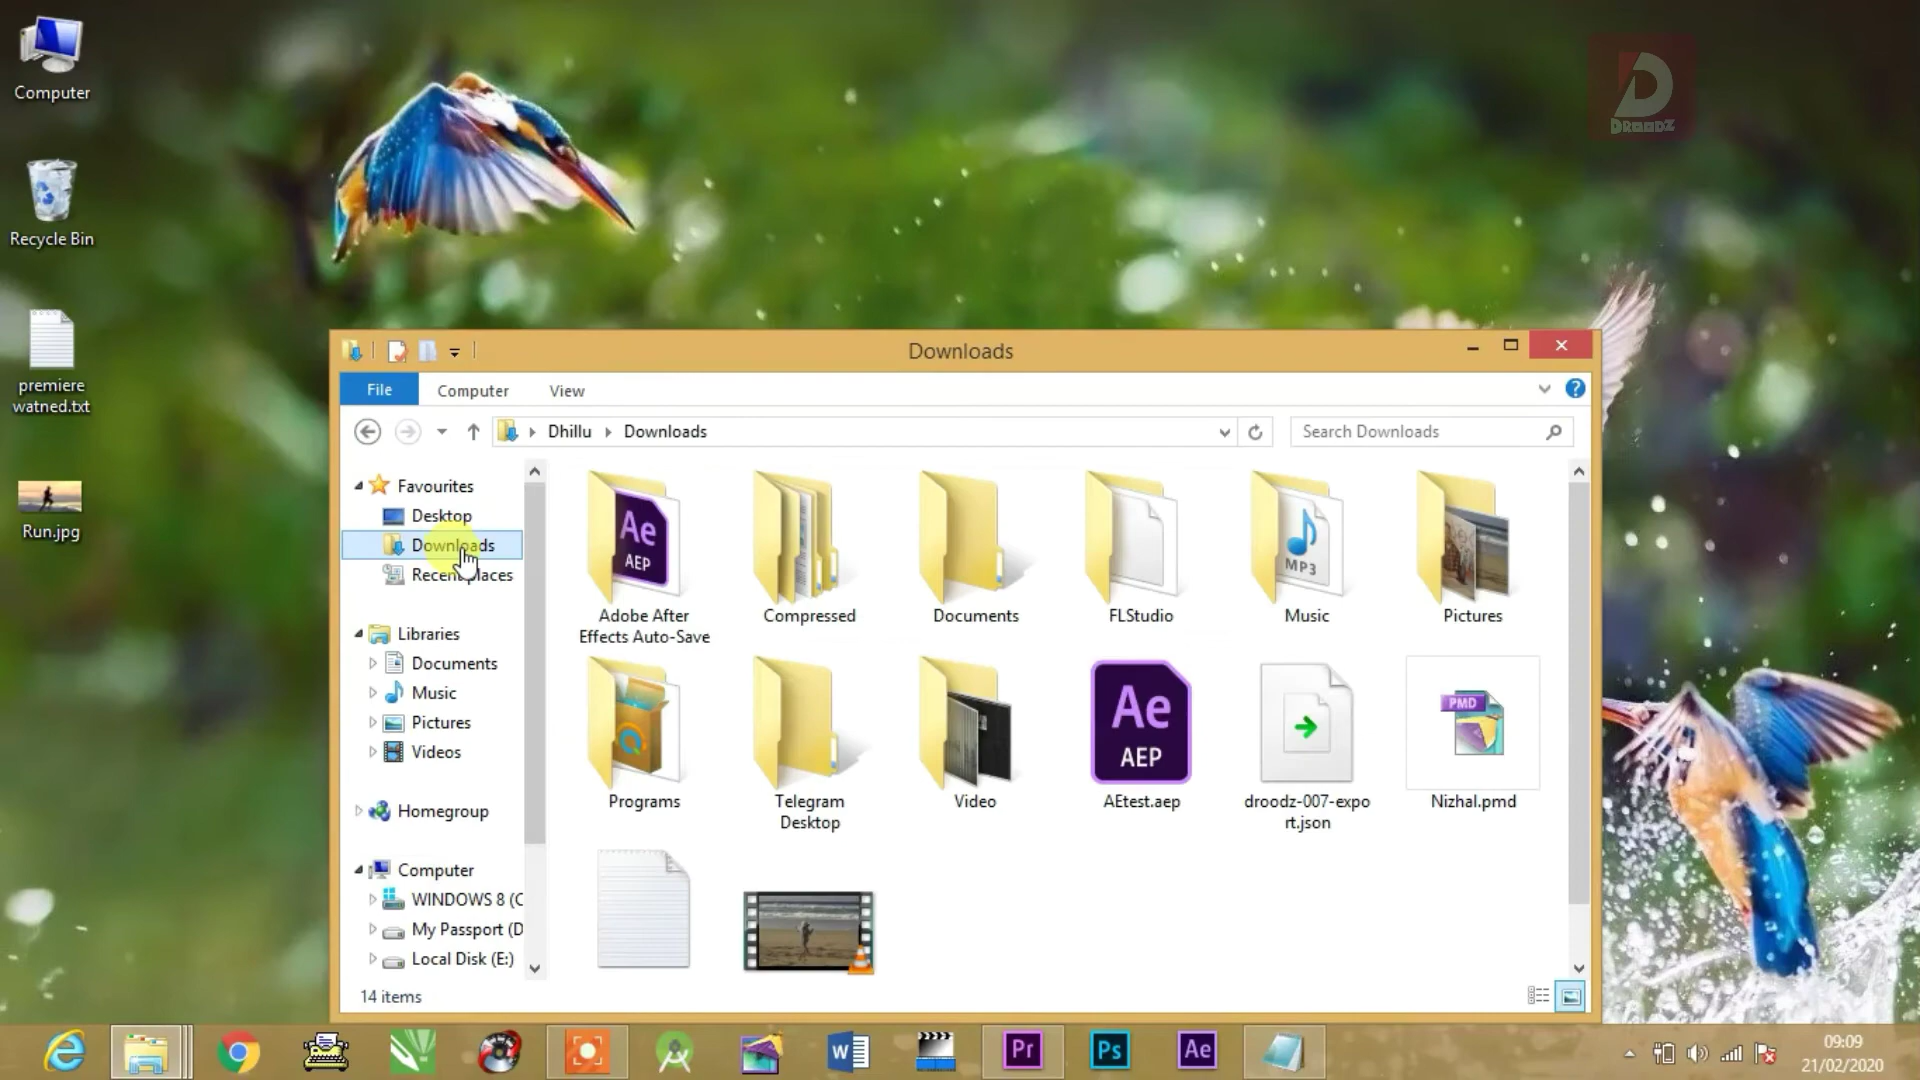 Computer
Recycle Bin
premiere
watned.txt
Run.jpg
D
DROODZ
Downloads
File
Computer
View
Dhillu
Downloads
Search Downloads
Favourites
Desktop
Downloads
Recent places
Libraries
Documents
Music
Pictures
Videos
Homegroup
Computer
WINDOWS 8 (C
My Passport (D
Local Disk (E:)
Ae
AEP
Adobe After
Effects Auto-Save
Compressed
Documents
FLStudio
MP3
Music
Pictures
Programs
Telegram
Desktop
Video
Ae
AEP
AEtest.aep
droodz-007-expo
rt.json
PMD
Nizhal.pmd
14 items
W
Pr
Ps
Ae
09:09
21/02/2020